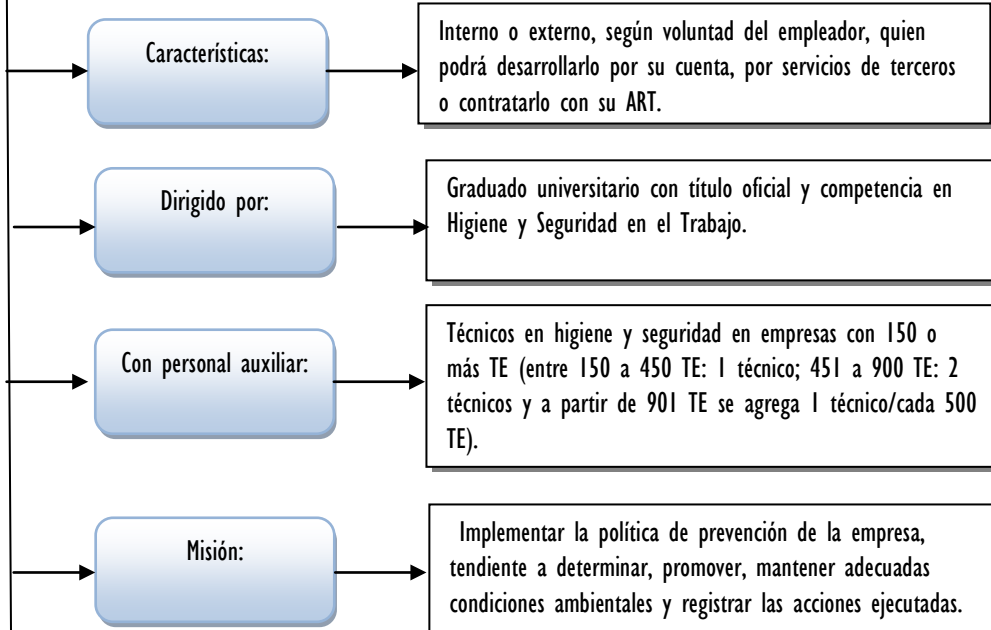 Características:
Interno o externo, según voluntad del empleador, quien
podrá desarrollarlo por su cuenta, por servicios de terceros
o contratarlo con su ART.
Dirigido por:
Graduado universitario con título oficial y competencia en
Higiene y Seguridad en el Trabajo.
Con personal auxiliar:
Técnicos en higiene y seguridad en empresas con 150 o
más TE (entre 150 a 450 TE: 1 técnico; 451 a 900 TE: 2
técnicos y a partir de 901 TE se agrega 1 técnico/cada 500
TE).
Misión:
Implementar la política de prevención de la empresa,
tendiente a determinar, promover, mantener adecuadas
condiciones ambientales y registrar las acciones ejecutadas.